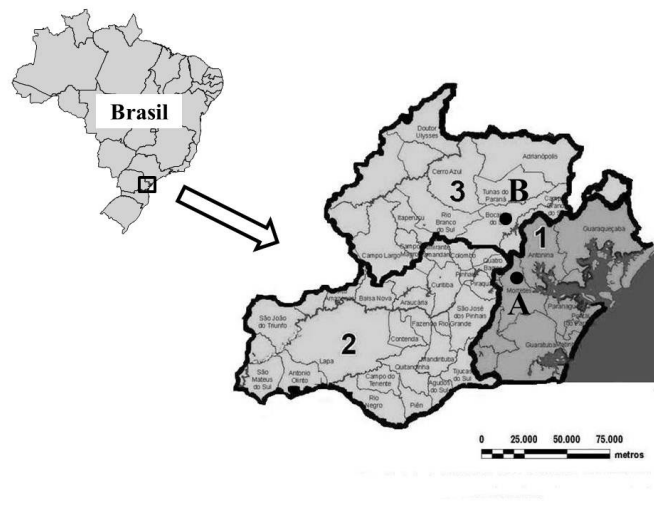 Brasil
Doutor
Ulysses
Adrianópolis
Cerro Azul
3
B
Tunas do
Paraná
Itaperuçu
Rio
Branco
do Sul
1
Guaraqueçaba
Antonina
Campo Largo
Colombo
Quatro
A
Paranaguá
Curitiba
Balsa Nova
Araucária
São José
dos Pinhais
São João
do Triunfo
Fazenda Rio Grande
Guaratuba
2
Contenda
Lapa
Mandirituba
Quitandinha
São
Mateus
do Sul
Antonio
Olinto
Campo do
Tenente
Agudos
do Sul
Tijucas
do Sul
Rio
Negro
Piên
0 25.000 50.000 75.000
metros